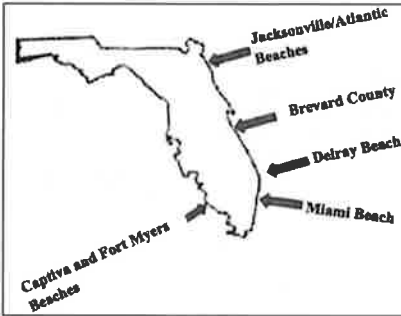 Jacksonville/Atlantic
Beaches
Brevard County
Delray Beach
Miami Beach
Captiva and Fort Myers
Beaches